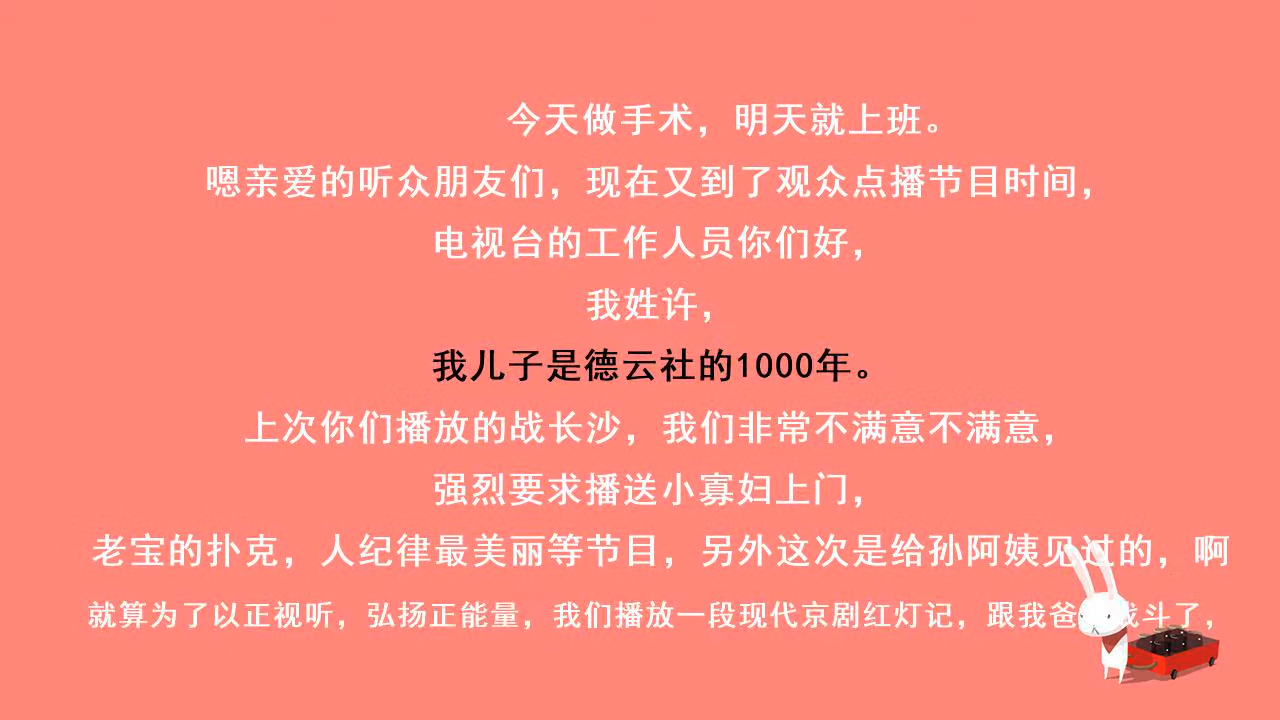 今天做手术，明天就上班。
嗯亲爱的听众朋友们，现在又到了观众点播节目时间，
电视台的工作人员你们好，
我姓许，
我儿子是德云社的1000年。
上次你们播放的战长沙，我们非常不满意不满意，
强烈要求播送小寡妇上门，
老宝的扑克，人纪律最美丽等节目，另外这次是给孙阿姨见过的，啊
就算为了以正视听，弘扬正能量，我们播放一段现代京剧红灯记，跟我爸 战斗了，